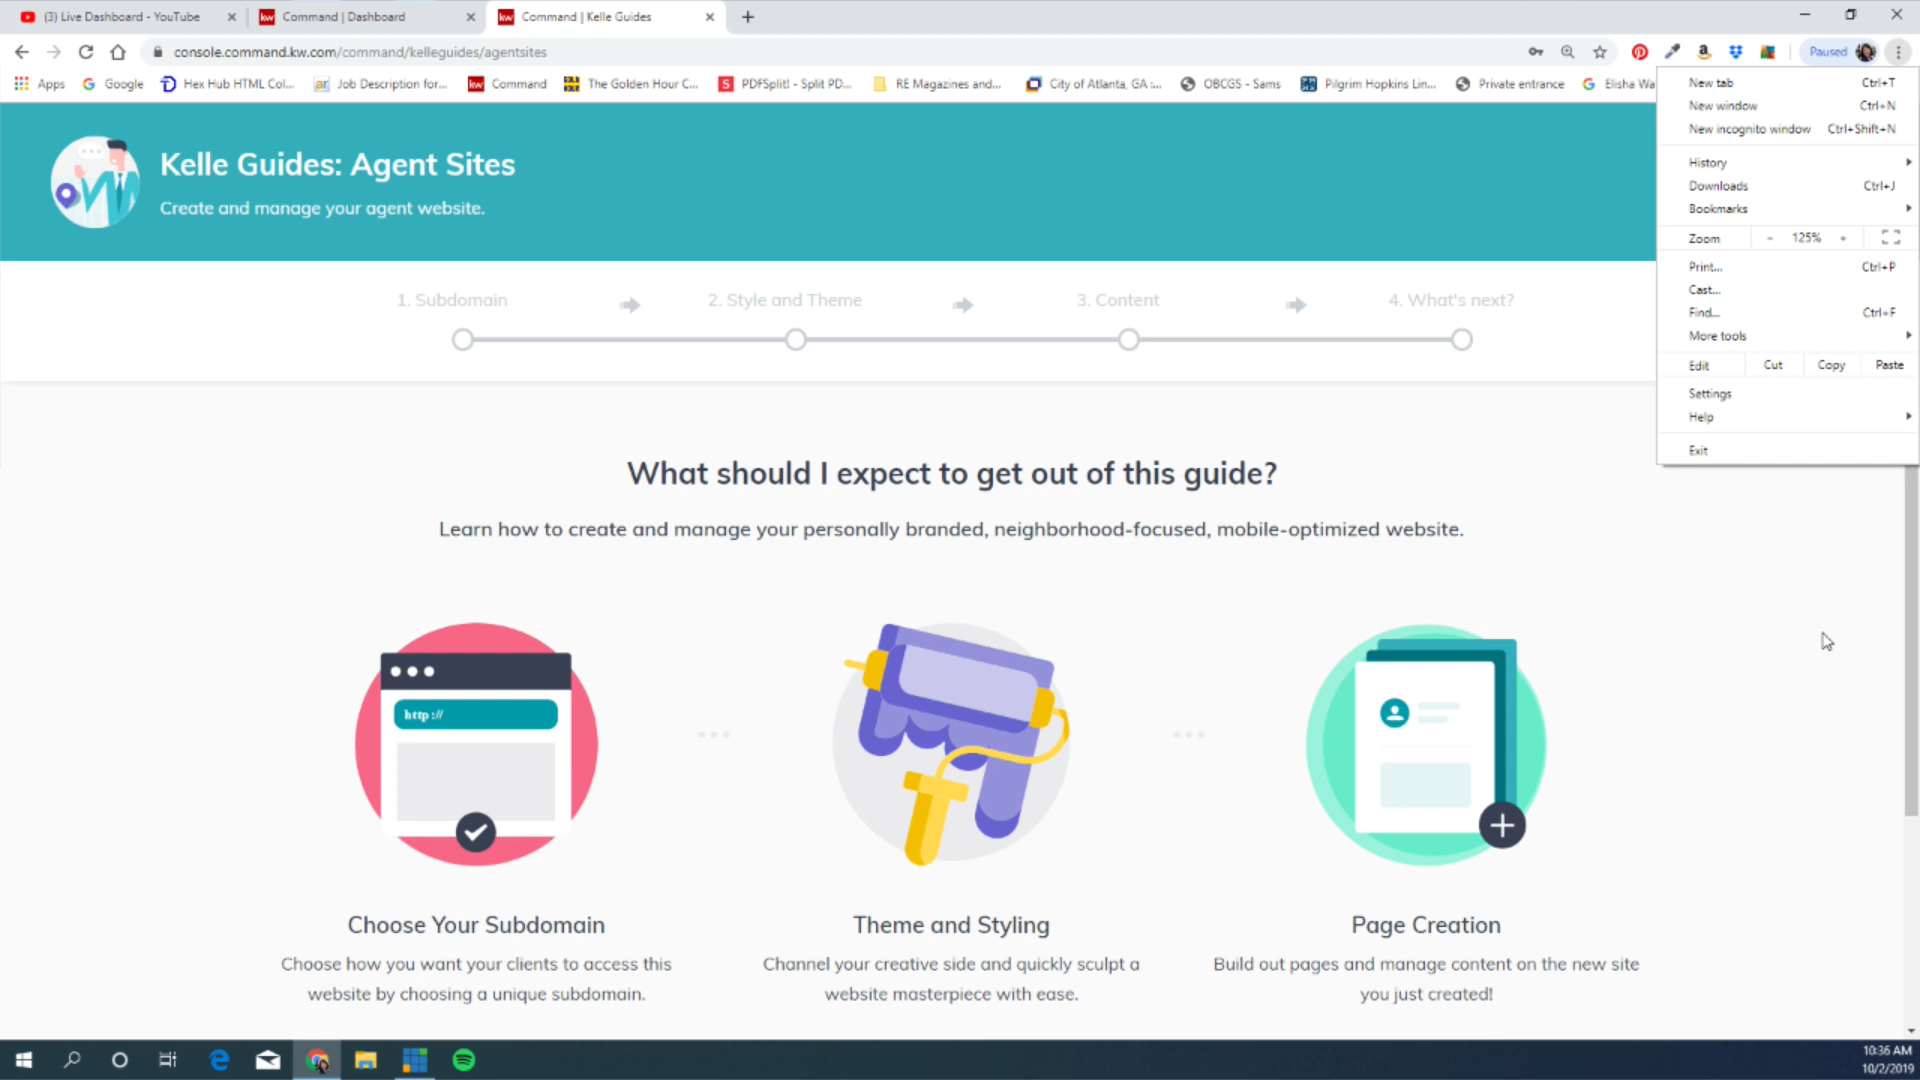 (3) Live Dashboard - YouTube
kw Command | Dashboard
kw Command | Kelle Guides
console.command.kw.com/command/kelleguides/agentsites
Paused
Apps
Google
Hex Hub HTML Col...
ar Job Description for...
kw Command
The Golden Hour C...
S PDFSplit! - Split PD...
RE Magazines and...
City of Atlanta, GA :...
OBCGS - Sams
Pilgrim Hopkins Lin...
Private entrance
Elisha Wa
New tab Ctrl+T
New window Ctrl+N
New incognito window Ctrl+Shift+N
History
Downloads Ctrl+J
Bookmarks
Zoom - 125% +
Print... Ctrl+P
Cast...
Find... Ctrl+F
More tools
Edit Cut Copy Paste
Settings
Help
Exit
Kelle Guides: Agent Sites
Create and manage your agent website.
1. Subdomain
2. Style and Theme
3. Content
4. What's next?
What should I expect to get out of this guide?
Learn how to create and manage your personally branded, neighborhood-focused, mobile-optimized website.
http://
Choose Your Subdomain
Choose how you want your clients to access this
website by choosing a unique subdomain.
Theme and Styling
Channel your creative side and quickly sculpt a
website masterpiece with ease.
Page Creation
Build out pages and manage content on the new site
you just created!
10:36 AM
10/2/2019